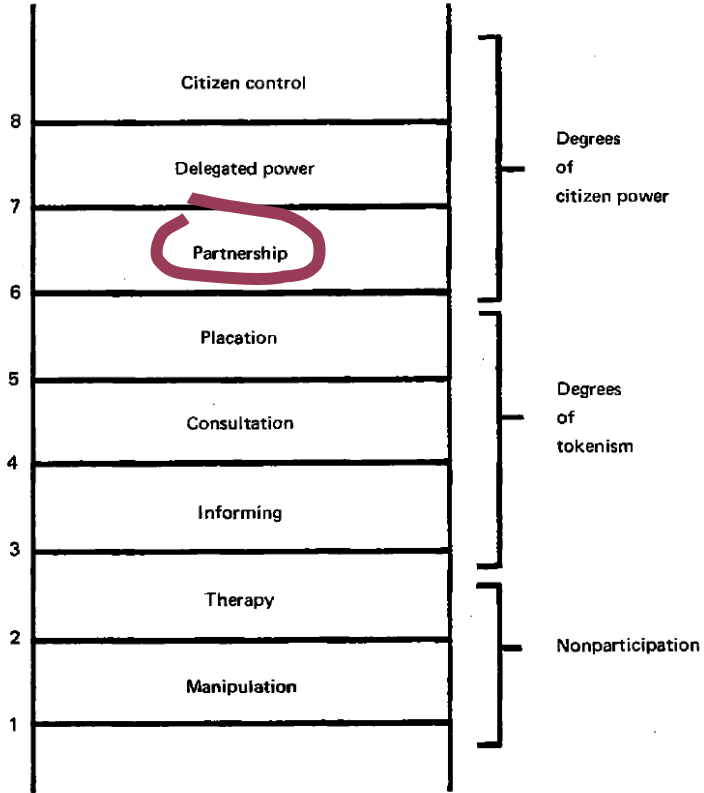 Citizen control
8
Delegated power
7
Partnership
6
Placation
5
Consultation
4
Informing
3
Therapy
2
Manipulation
1
Degrees
of
citizen power
Degrees
of
tokenism
Nonparticipation